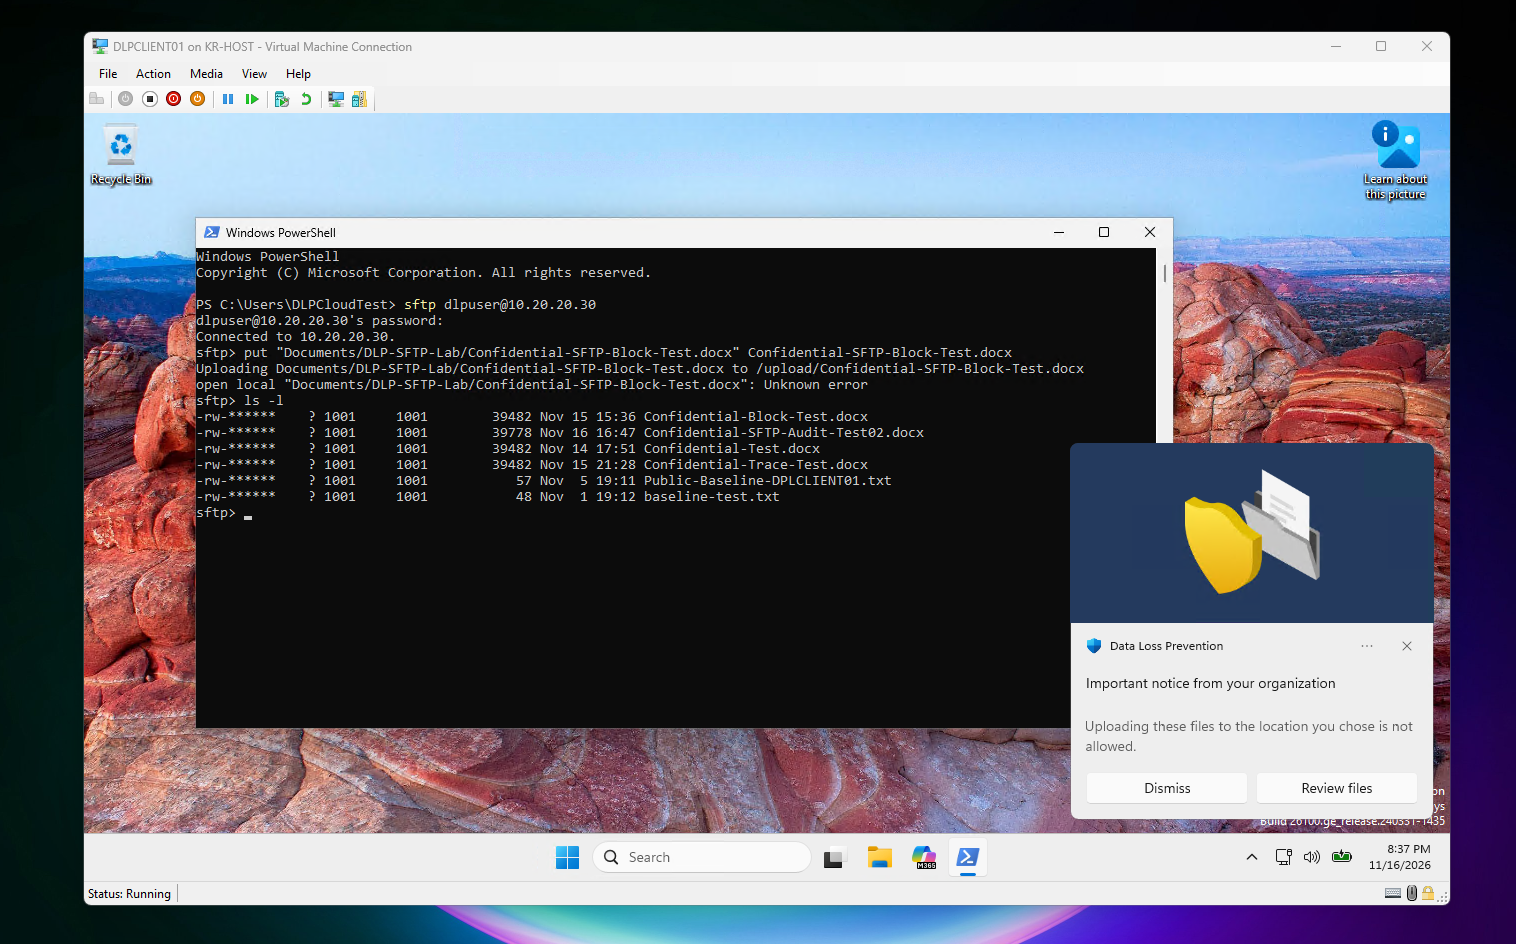 DLPCLIENT01 on KR-HOST - Virtual Machine Connection
File Action Media View Help
Recycle Bin
Learn about
this picture
Windows PowerShell
Windows PowerShell
Copyright (C) Microsoft Corporation. All rights reserved.
PS C:\Users\DLPCloudTest> sftp dlpuser@10.20.20.30
dlpuser@10.20.20.30's password:
Connected to 10.20.20.30.
sftp> put "Documents/DLP-SFTP-Lab/Confidential-SFTP-Block-Test.docx" Confidential-SFTP-Block-Test.docx
Uploading Documents/DLP-SFTP-Lab/Confidential-SFTP-Block-Test.docx to /upload/Confidential-SFTP-Block-Test.docx
open local "Documents/DLP-SFTP-Lab/Confidential-SFTP-Block-Test.docx": Unknown error
sftp> ls -l
-rw-****** ? 1001 1001 39482 Nov 15 15:36 Confidential-Block-Test.docx
-rw-****** ? 1001 1001 39778 Nov 16 16:47 Confidential-SFTP-Audit-Test02.docx
-rw-****** ? 1001 1001 39482 Nov 14 17:51 Confidential-Test.docx
-rw-****** ? 1001 1001 39482 Nov 15 21:28 Confidential-Trace-Test.docx
-rw-****** ? 1001 1001 57 Nov 5 19:11 Public-Baseline-DPLCLIENT01.txt
-rw-****** ? 1001 1001 48 Nov 1 19:12 baseline-test.txt
sftp>
Data Loss Prevention
Important notice from your organization
Uploading these files to the location you chose is not
allowed.
Dismiss Review files
Build 26100.ge_release.240331-1435
Search
M365
8:37 PM
11/16/2026
Status: Running